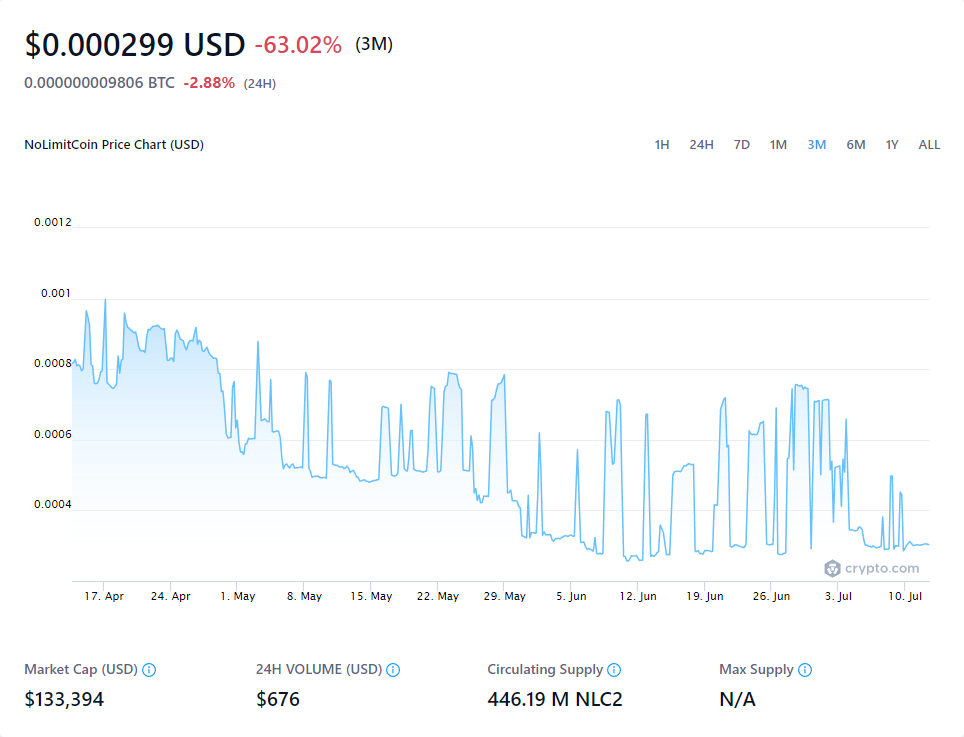 $0.000299 USD -63.02% (3M)
0.000000009806 BTC -2.88% (24H)
NoLimitCoin Price Chart (USD) 1H 24H 7D 1M 3M 6M 1Y ALL
0.0012
0.001
0.0008
0.0006
0.0004
crypto.com
17. Apr 24. Apr 1. May 8. May 15. May 22. May 29. May 5. Jun 12. Jun 19. Jun 26. Jun 3. Jul 10. Jul
Market Cap (USD) 24H VOLUME (USD) Circulating Supply Max Supply
$133,394 $676 446.19 M NLC2 N/A